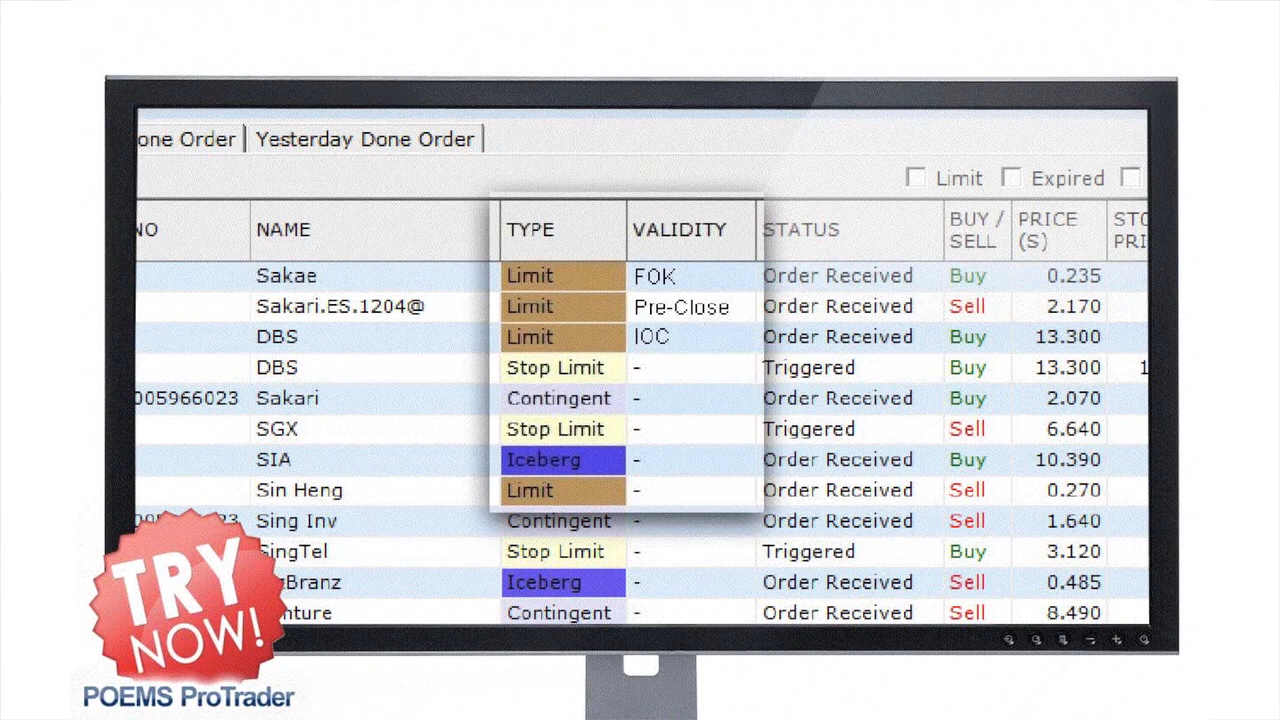 one Order Yesterday Done Order
Limit Expired
NO NAME TYPE VALIDITY STATUS BUY / SELL PRICE (S) STO PRI
Sakae Limit FOK Order Received Buy 0.235
Sakari.ES.1204@ Limit Pre-Close Order Received Sell 2.170
DBS Limit IOC Order Received Buy 13.300
DBS Stop Limit - Triggered Buy 13.300 1
005966023 Sakari Contingent - Order Received Buy 2.070
SGX Stop Limit - Triggered Sell 6.640
SIA Iceberg - Order Received Buy 10.390
Sin Heng Limit - Order Received Sell 0.270
Sing Inv Contingent - Order Received Sell 1.640
SingTel Stop Limit - Triggered Buy 3.120
Branz Iceberg - Order Received Sell 0.485
nture Contingent - Order Received Sell 8.490
TRY
NOW!
POEMS ProTrader